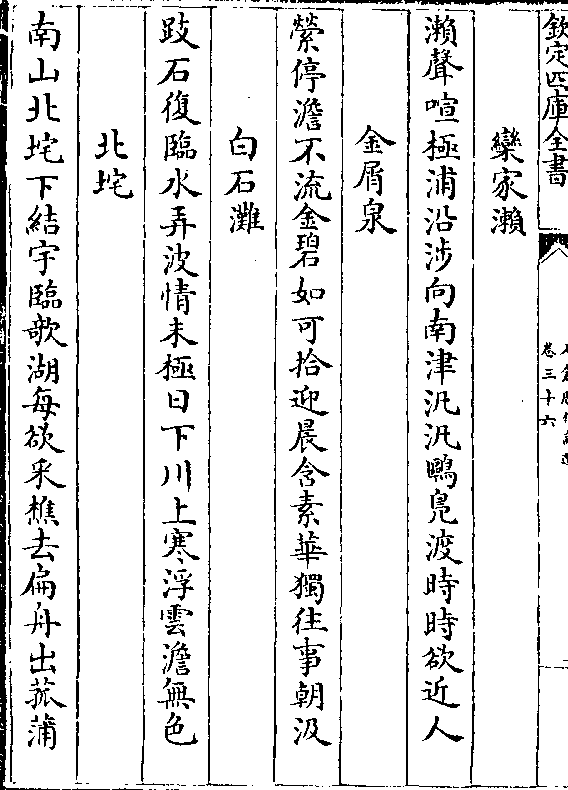 欽定四庫全書
卷三十六
欒家瀨
瀨聲喧極浦沿涉向南津汎汎鷗鳧渡時時欲近人
金屑泉
縈停澹不流金碧如可拾迎晨含素華獨往事朝汲
白石灘
跂石復臨水弄波情未極日下川上寒浮雲澹無色
北垞
南山北垞下結宇臨欹湖每欲采樵去扁舟出菰蒲